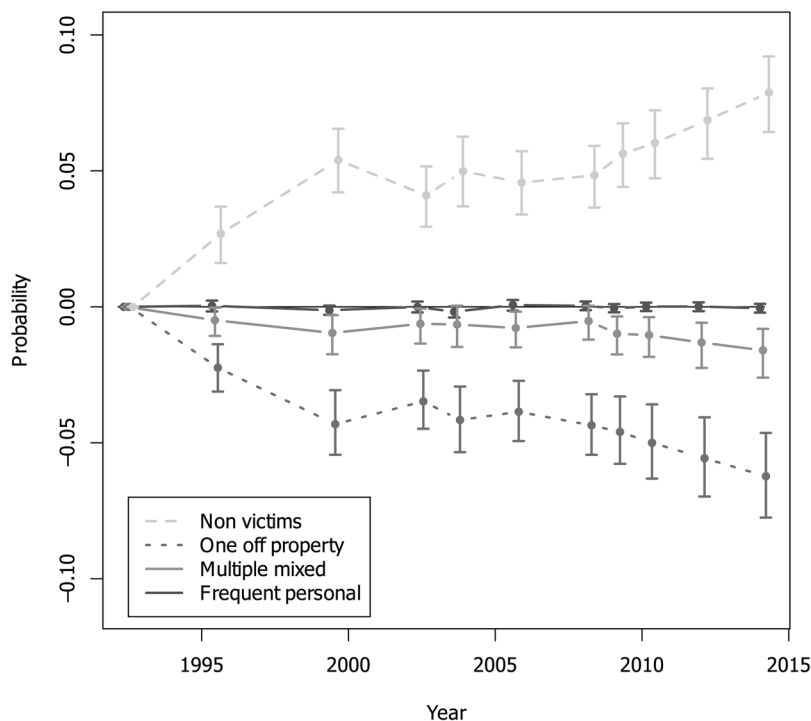 0.10
0.05
0.00
−0.05
−0.10
Probability
Non victims
One off property
Multiple mixed
Frequent personal
1995
2000
2005
2010
2015
Year